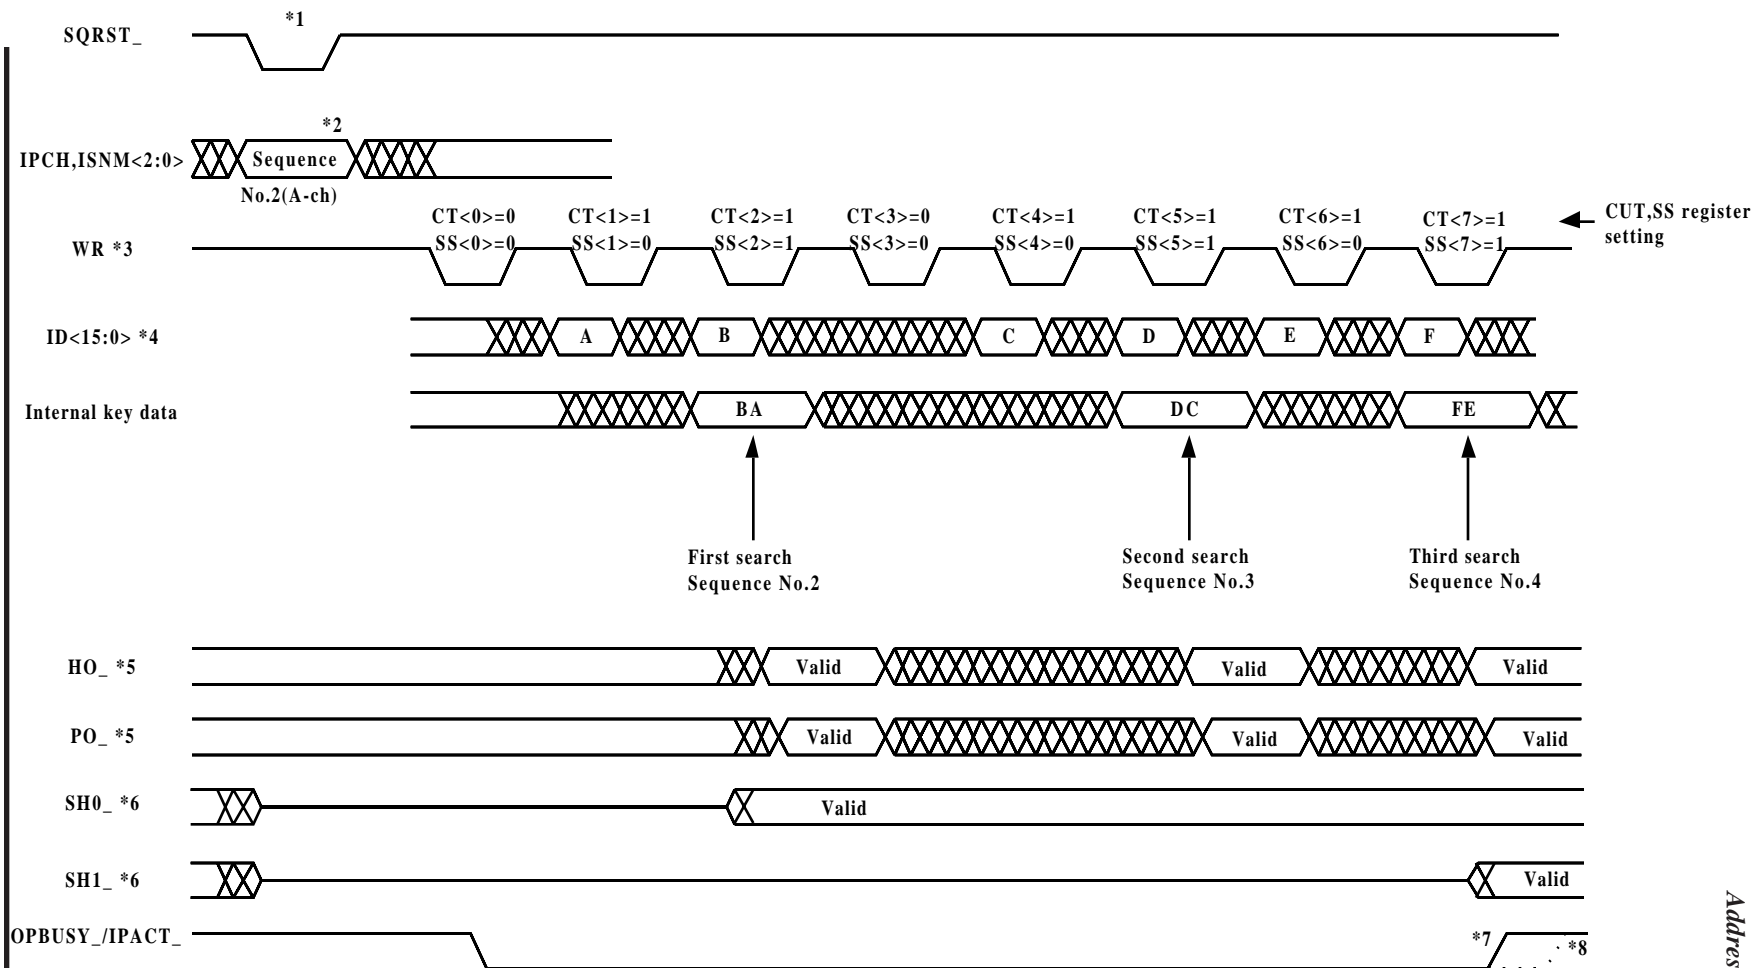 *1
SQRST_
*2
IPCH,ISNM<2:0>
Sequence
No.2(A-ch)
CT<0>=0 CT<1>=1 CT<2>=1 CT<3>=0 CT<4>=1 CT<5>=1 CT<6>=1 CT<7>=1
CUT,SS register
setting
WR *3
SS<0>=0 SS<1>=0 SS<2>=1 SS<3>=0 SS<4>=0 SS<5>=1 SS<6>=0 SS<7>=1
ID<15:0> *4 A B C D E F
Internal key data BA DC FE
First search
Sequence No.2
Second search
Sequence No.3
Third search
Sequence No.4
HO_ *5 Valid Valid Valid
PO_ *5 Valid Valid Valid
SH0_ *6 Valid
SH1_ *6 Valid
OPBUSY_/IPACT_ *7 *8
Addres